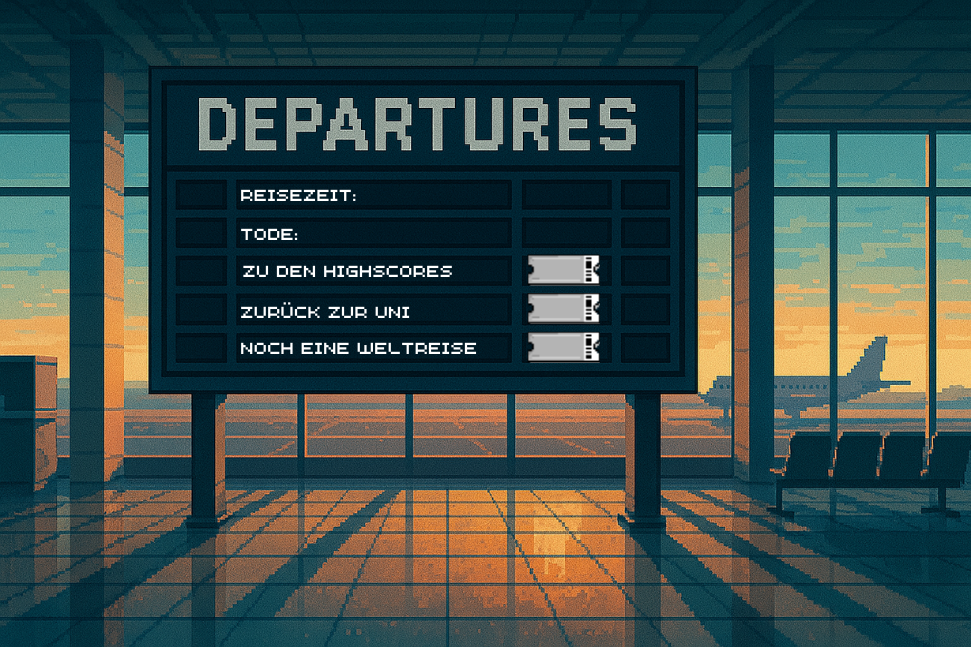 DEPARTURES
REISEZEIT:
TODE:
ZU DEN HIGHSCORES
ZURÜCK ZUR UNI
NOCH EINE WELTREISE